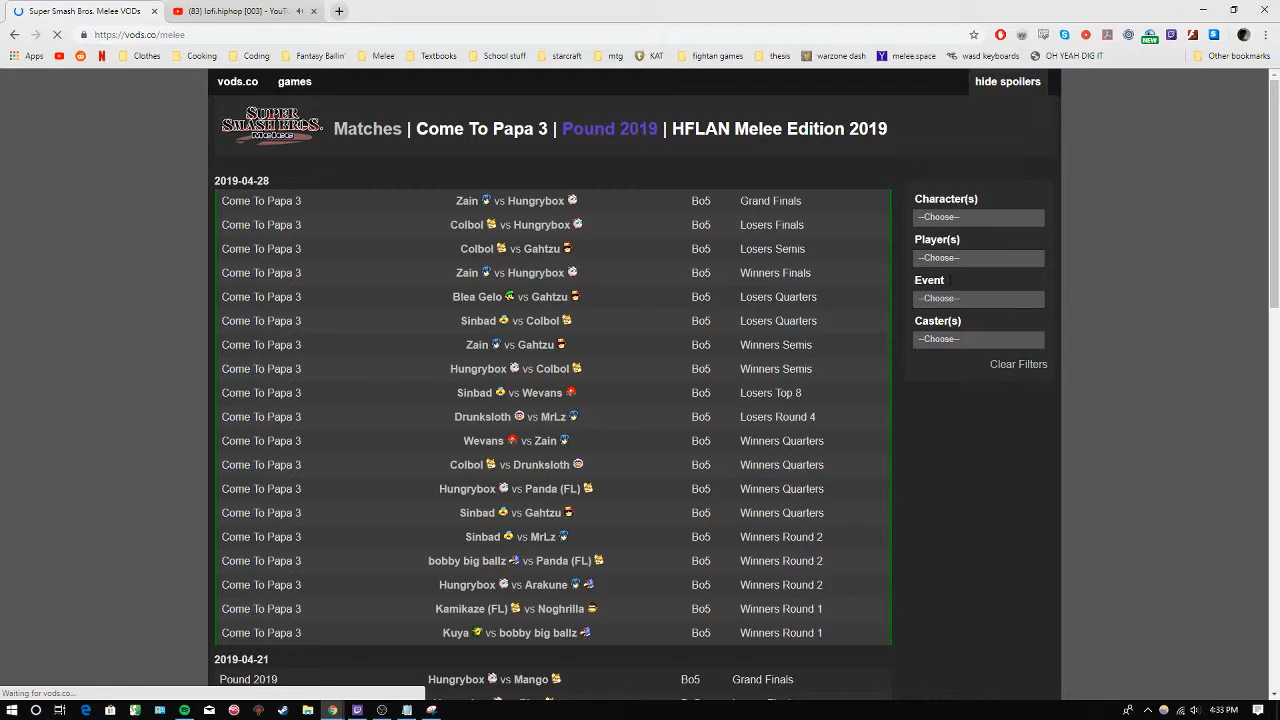 Super Smash Bros. Melee VODs
(83) lofi.hiphop [003] - YouT
https://vods.co/melee
NEW
Apps
Clothes
Cooking
Coding
Fantasy Ballin'
Melee
Textbooks
School stuff
starcraft
mtg
KAT
fightan games
thesis
warzone dash
melee.space
wasd keyboards
OH YEAH DIG IT
Other bookmarks
vods.co games hide spoilers
SUPER SMASH BROS. MELEE
Matches | Come To Papa 3 | Pound 2019 | HFLAN Melee Edition 2019
2019-04-28
Come To Papa 3 Zain vs Hungrybox Bo5 Grand Finals
Come To Papa 3 Colbol vs Hungrybox Bo5 Losers Finals
Come To Papa 3 Colbol vs Gahtzu Bo5 Losers Semis
Come To Papa 3 Zain vs Hungrybox Bo5 Winners Finals
Come To Papa 3 Blea Gelo vs Gahtzu Bo5 Losers Quarters
Come To Papa 3 Sinbad vs Colbol Bo5 Losers Quarters
Come To Papa 3 Zain vs Gahtzu Bo5 Winners Semis
Come To Papa 3 Hungrybox vs Colbol Bo5 Winners Semis
Come To Papa 3 Sinbad vs Wevans Bo5 Losers Top 8
Come To Papa 3 Drunksloth vs MrLz Bo5 Losers Round 4
Come To Papa 3 Wevans vs Zain Bo5 Winners Quarters
Come To Papa 3 Colbol vs Drunksloth Bo5 Winners Quarters
Come To Papa 3 Hungrybox vs Panda (FL) Bo5 Winners Quarters
Come To Papa 3 Sinbad vs Gahtzu Bo5 Winners Quarters
Come To Papa 3 Sinbad vs MrLz Bo5 Winners Round 2
Come To Papa 3 bobby big ballz vs Panda (FL) Bo5 Winners Round 2
Come To Papa 3 Hungrybox vs Arakune Bo5 Winners Round 2
Come To Papa 3 Kamikaze (FL) vs Noghrilla Bo5 Winners Round 1
Come To Papa 3 Kuya vs bobby big ballz Bo5 Winners Round 1
2019-04-21
Pound 2019 Hungrybox vs Mango Bo5 Grand Finals
Character(s)
--Choose--
Player(s)
--Choose--
Event
--Choose--
Caster(s)
--Choose--
Clear Filters
Waiting for vods.co...
4:33 PM